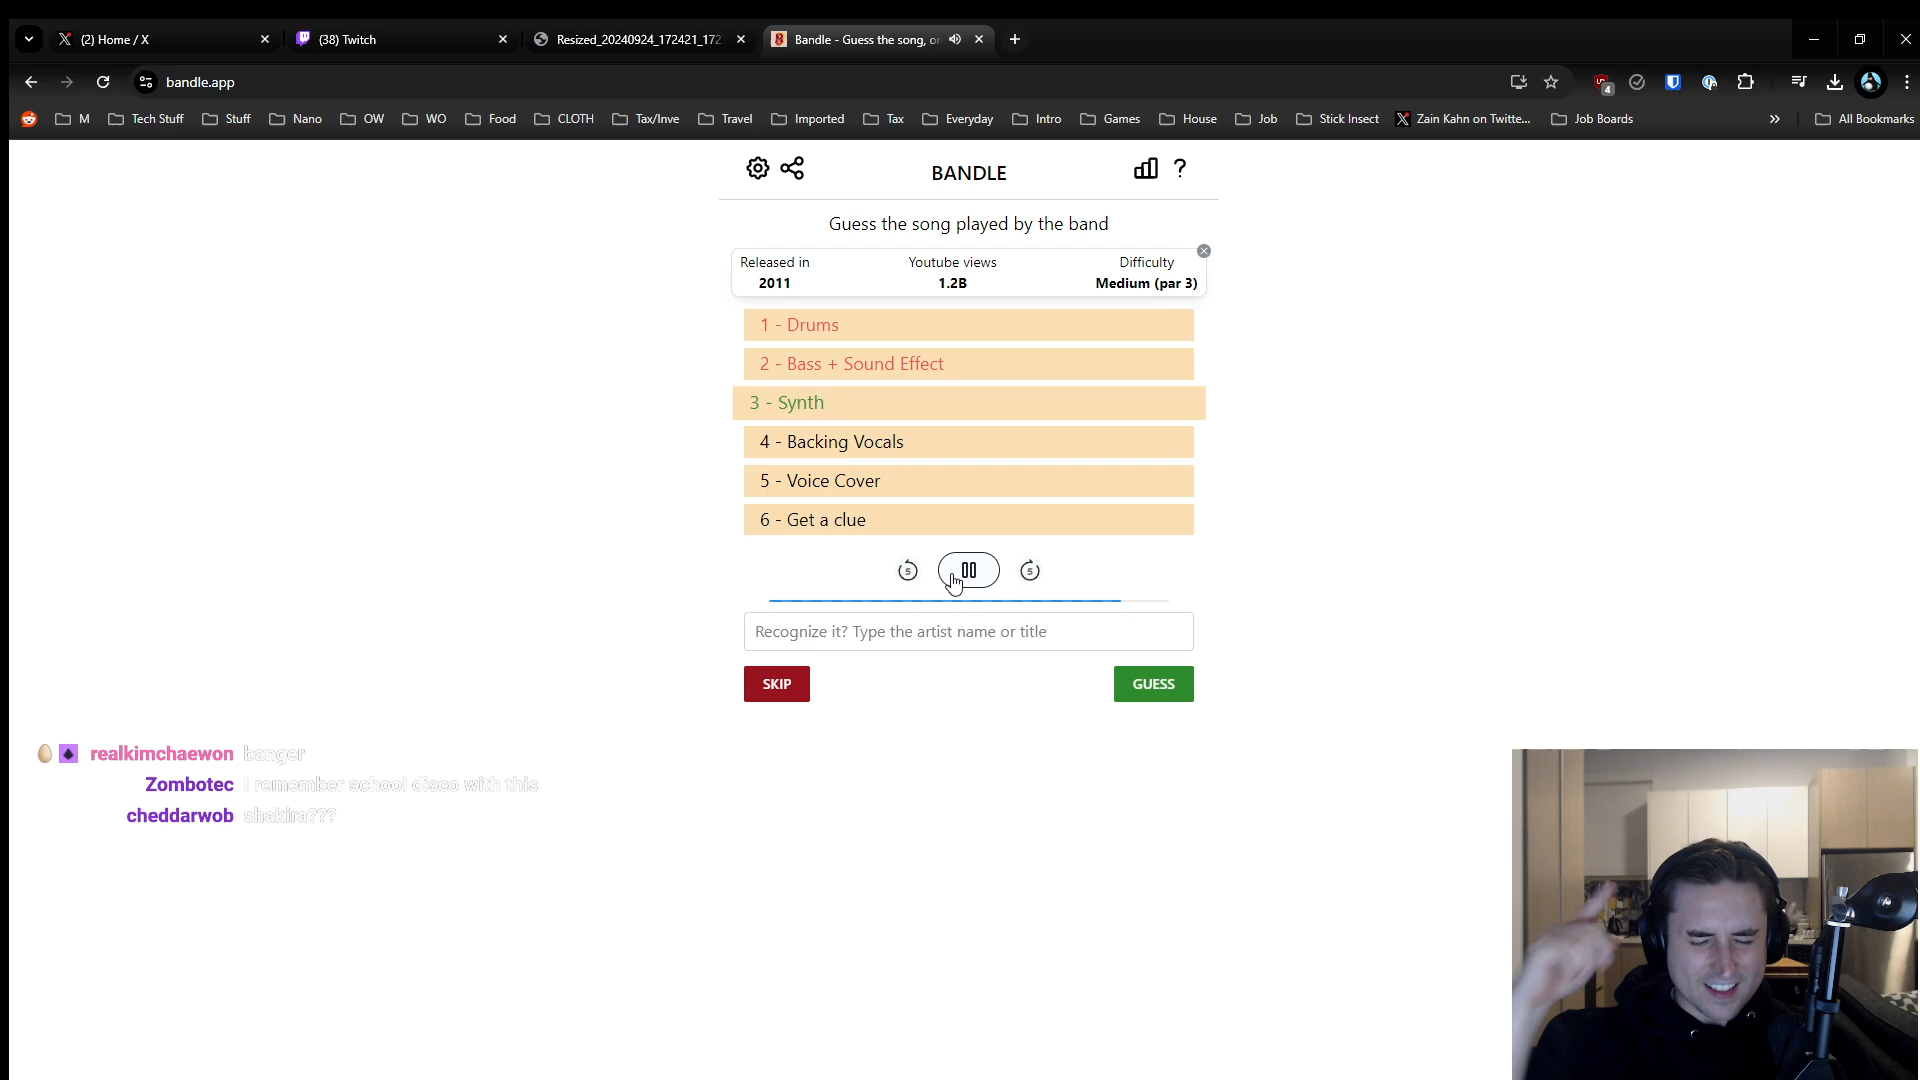 (2) Home / X
(38) Twitch
Resized_20240924_172421_172
Bandle - Guess the song, or
bandle.app
4
M
Tech Stuff
Stuff
Nano
OW
WO
Food
CLOTH
Tax/Inve
Travel
Imported
Tax
Everyday
Intro
Games
House
Job
Stick Insect
Zain Kahn on Twitte...
Job Boards
»
All Bookmarks
BANDLE
?
Guess the song played by the band
Released in
2011
Youtube views
1.2B
Difficulty
Medium (par 3)
1 - Drums
2 - Bass + Sound Effect
3 - Synth
4 - Backing Vocals
5 - Voice Cover
6 - Get a clue
5
5
Recognize it? Type the artist name or title
SKIP
GUESS
realkimchaewon banger
Zombotec I remember school disco with this
cheddarwob shakira???